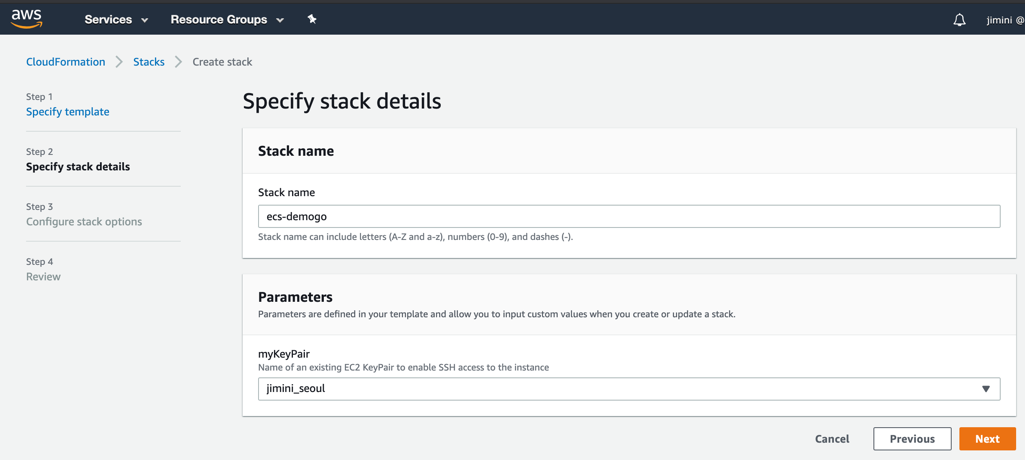 aws Services Resource Groups jimini @
CloudFormation Stacks Create stack
Step 1
Specify template
Step 2
Specify stack details
Step 3
Configure stack options
Step 4
Review
Specify stack details
Stack name
Stack name
ecs-demogo
Stack name can include letters (A-Z and a-z), numbers (0-9), and dashes (-).
Parameters
Parameters are defined in your template and allow you to input custom values when you create or update a stack.
myKeyPair
Name of an existing EC2 KeyPair to enable SSH access to the instance
jimini_seoul
Cancel Previous Next